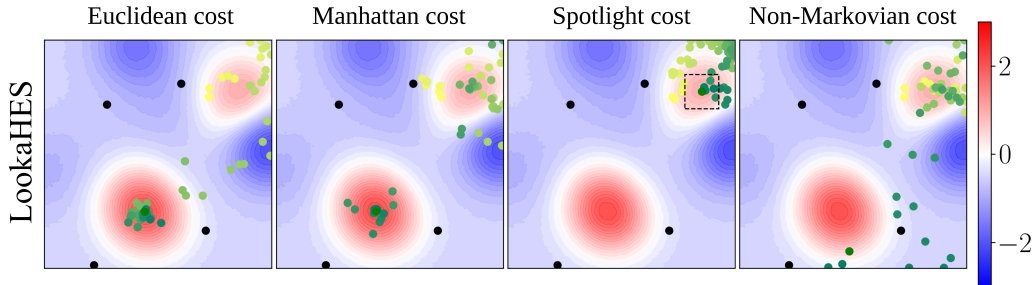 Euclidean cost
Manhattan cost
Spotlight cost
Non-Markovian cost
LookaHES
2
0
−2